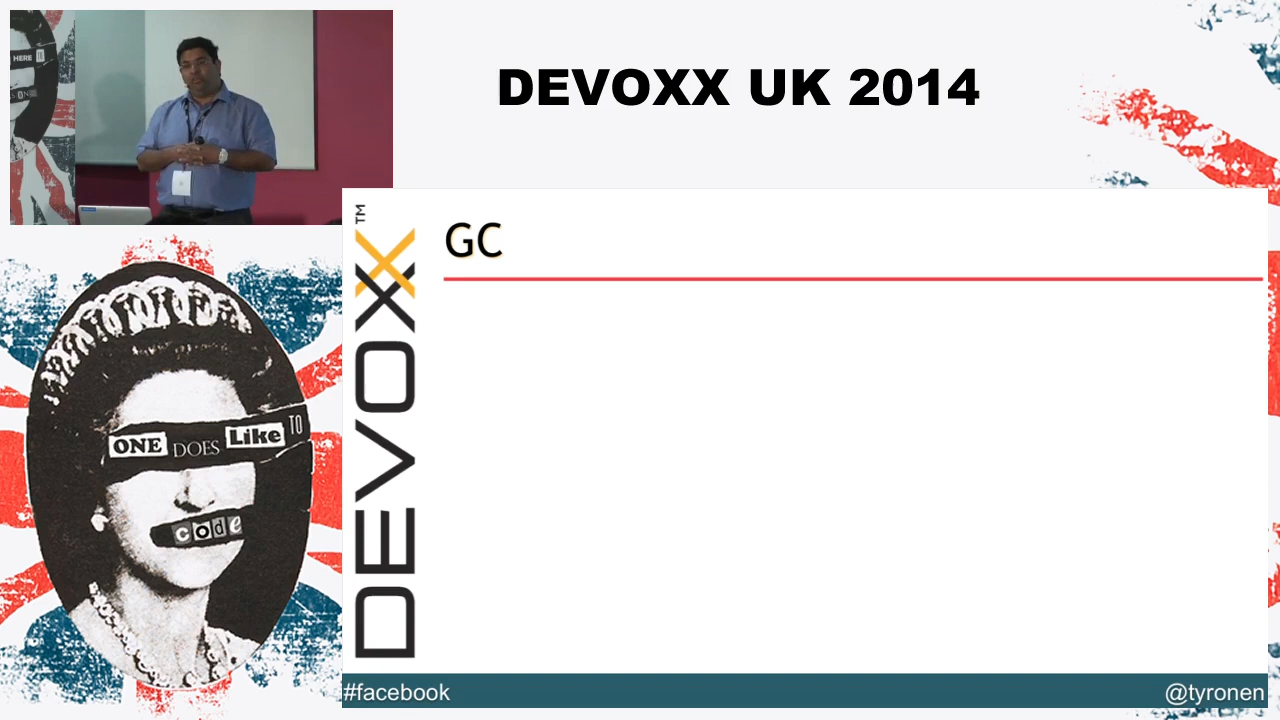 HERE
DEVOXX UK 2014
DEVOXX™
GC
ONE DOES Like TO
code
#facebook
@tyronen